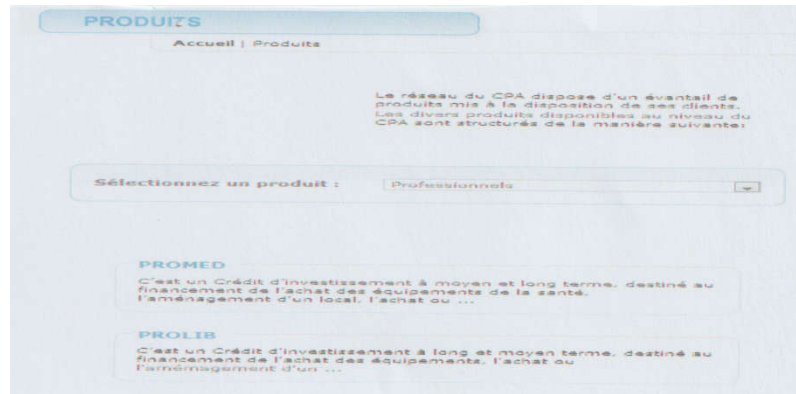 PRODUITS
Accueil | Produits
Le réseau du CPA dispose d'un éventail de
produits mis à la disposition de ses clients.
Les divers produits disponibles au niveau du
CPA sont structurés de la manière suivante:
Sélectionnez un produit : Professionnels
PROMED
C'est un Crédit d'investissement à moyen et long terme, destiné au
financement de l'achat des équipements de la santé,
l'aménagement d'un local, l'achat ou ...
PROLIB
C'est un Crédit d'investissement à long et moyen terme, destiné au
financement de l'achat des équipements, l'achat ou
l'amémagement d'un ...